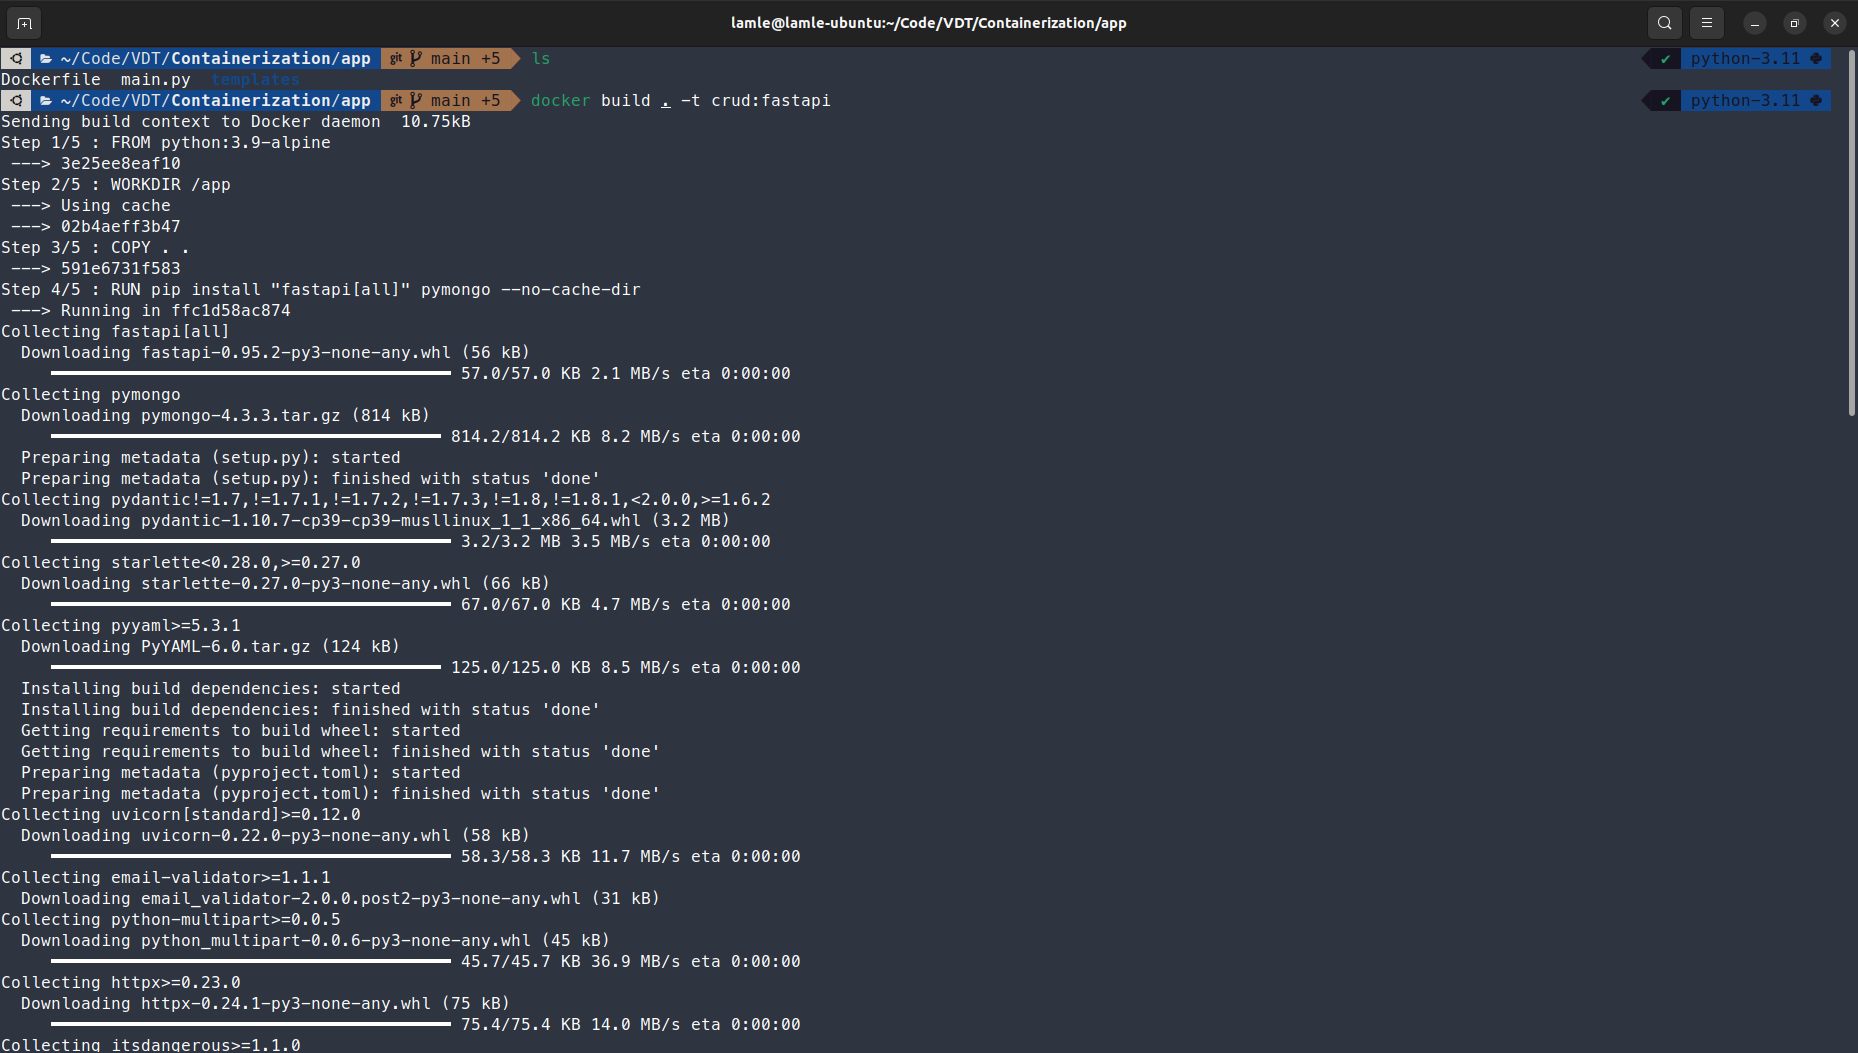 lamle@lamle-ubuntu:~/Code/VDT/Containerization/app
~/Code/VDT/Containerization/app git main +5 ls ✔ python-3.11
Dockerfile  main.py  templates
~/Code/VDT/Containerization/app git main +5 docker build . -t crud:fastapi ✔ python-3.11
Sending build context to Docker daemon  10.75kB
Step 1/5 : FROM python:3.9-alpine
 ---> 3e25ee8eaf10
Step 2/5 : WORKDIR /app
 ---> Using cache
 ---> 02b4aeff3b47
Step 3/5 : COPY . .
 ---> 591e6731f583
Step 4/5 : RUN pip install "fastapi[all]" pymongo --no-cache-dir
 ---> Running in ffc1d58ac874
Collecting fastapi[all]
  Downloading fastapi-0.95.2-py3-none-any.whl (56 kB)
57.0/57.0 KB 2.1 MB/s eta 0:00:00
Collecting pymongo
  Downloading pymongo-4.3.3.tar.gz (814 kB)
814.2/814.2 KB 8.2 MB/s eta 0:00:00
  Preparing metadata (setup.py): started
  Preparing metadata (setup.py): finished with status 'done'
Collecting pydantic!=1.7,!=1.7.1,!=1.7.2,!=1.7.3,!=1.8,!=1.8.1,<2.0.0,>=1.6.2
  Downloading pydantic-1.10.7-cp39-cp39-musllinux_1_1_x86_64.whl (3.2 MB)
3.2/3.2 MB 3.5 MB/s eta 0:00:00
Collecting starlette<0.28.0,>=0.27.0
  Downloading starlette-0.27.0-py3-none-any.whl (66 kB)
67.0/67.0 KB 4.7 MB/s eta 0:00:00
Collecting pyyaml>=5.3.1
  Downloading PyYAML-6.0.tar.gz (124 kB)
125.0/125.0 KB 8.5 MB/s eta 0:00:00
  Installing build dependencies: started
  Installing build dependencies: finished with status 'done'
  Getting requirements to build wheel: started
  Getting requirements to build wheel: finished with status 'done'
  Preparing metadata (pyproject.toml): started
  Preparing metadata (pyproject.toml): finished with status 'done'
Collecting uvicorn[standard]>=0.12.0
  Downloading uvicorn-0.22.0-py3-none-any.whl (58 kB)
58.3/58.3 KB 11.7 MB/s eta 0:00:00
Collecting email-validator>=1.1.1
  Downloading email_validator-2.0.0.post2-py3-none-any.whl (31 kB)
Collecting python-multipart>=0.0.5
  Downloading python_multipart-0.0.6-py3-none-any.whl (45 kB)
45.7/45.7 KB 36.9 MB/s eta 0:00:00
Collecting httpx>=0.23.0
  Downloading httpx-0.24.1-py3-none-any.whl (75 kB)
75.4/75.4 KB 14.0 MB/s eta 0:00:00
Collecting itsdangerous>=1.1.0